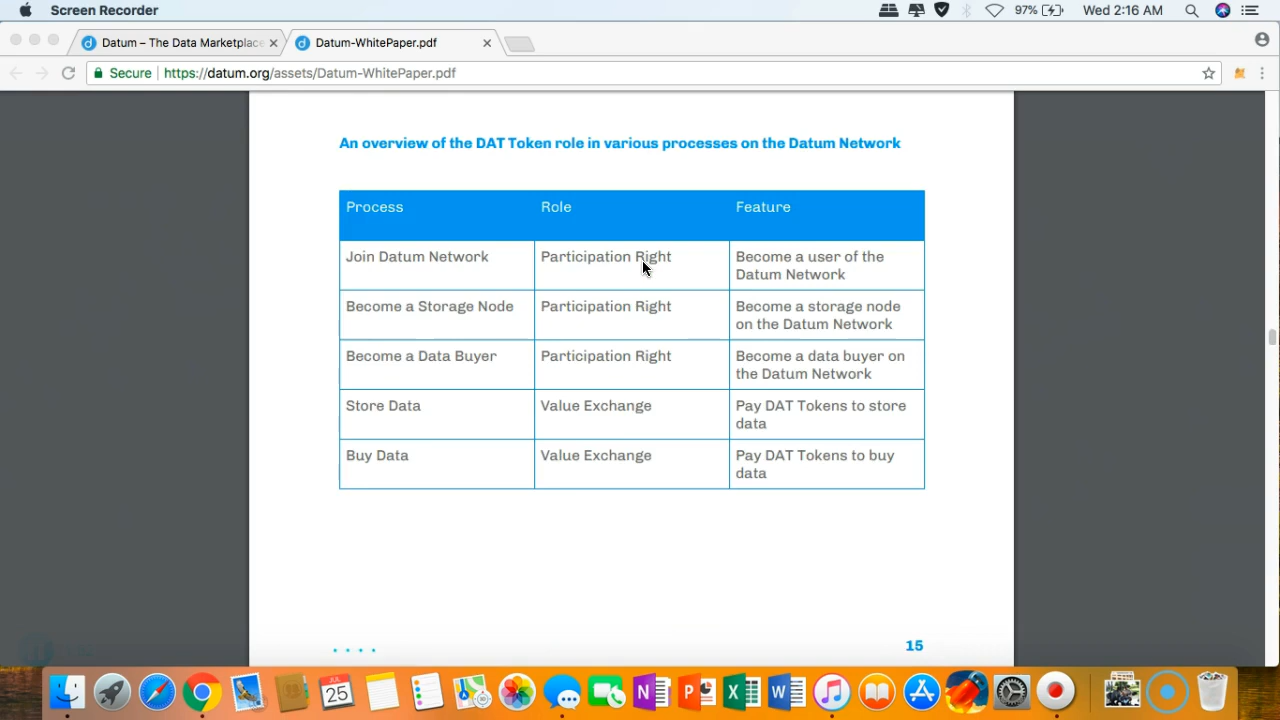 Screen Recorder
97%
Wed 2:16 AM
Datum – The Data Marketplace
Datum-WhitePaper.pdf
Secure
https://datum.org/assets/Datum-WhitePaper.pdf
An overview of the DAT Token role in various processes on the Datum Network
Process Role Feature
Join Datum Network Participation Right Become a user of the
Datum Network
Become a Storage Node Participation Right Become a storage node
on the Datum Network
Become a Data Buyer Participation Right Become a data buyer on
the Datum Network
Store Data Value Exchange Pay DAT Tokens to store
data
Buy Data Value Exchange Pay DAT Tokens to buy
data
15
JUL
25
N
P
X
W